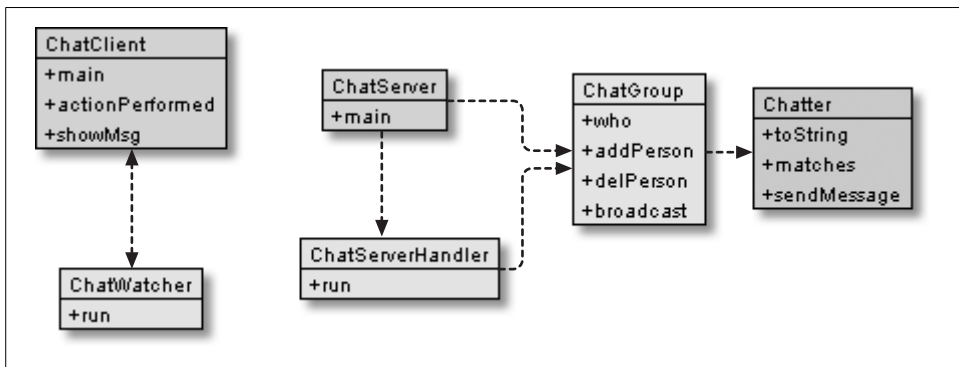 ChatClient
+main
+actionPerformed
+showMsg
ChatWatcher
+run
ChatServer
+main
ChatServerHandler
+run
ChatGroup
+who
+addPerson
+delPerson
+broadcast
Chatter
+toString
+matches
+sendMessage